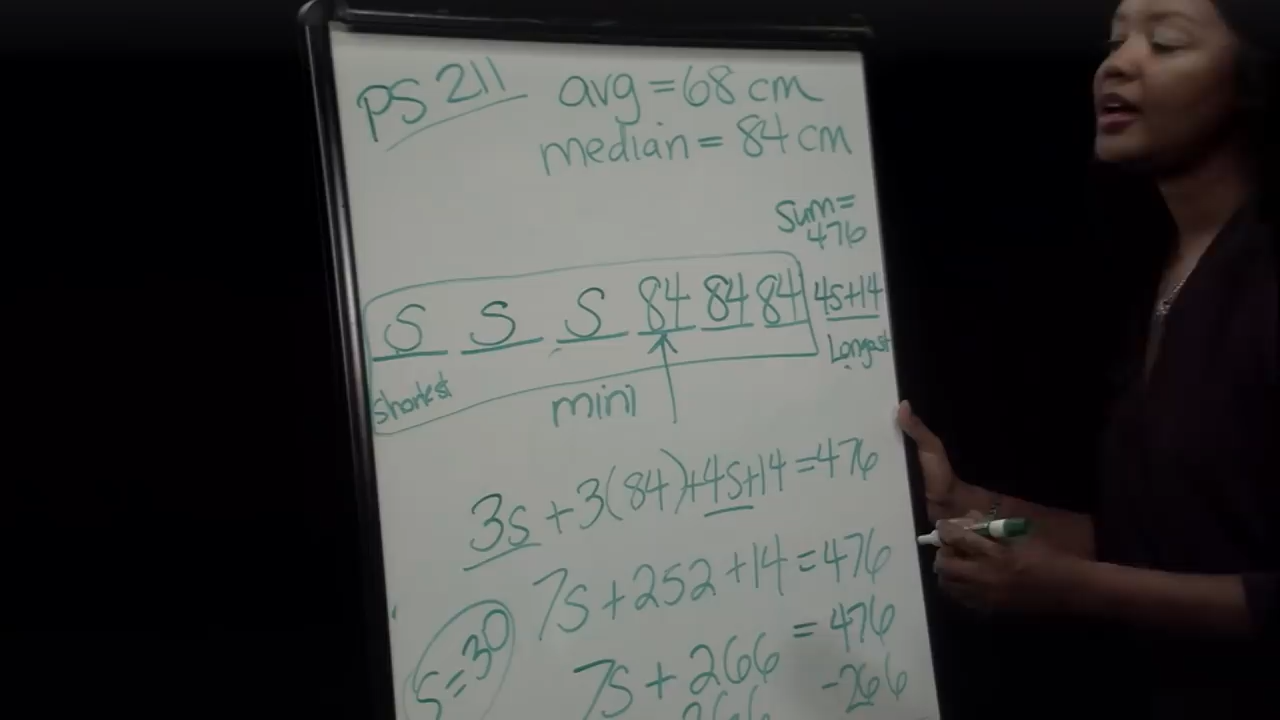 PS 211
avg = 68 cm
median = 84 cm
Sum =
476
S S S 84 84 84 4s+14
shortest
Longest
mini
3s + 3(84)+4s+14 = 476
7s + 252 + 14 = 476
7s + 266 = 476
266 -266
s = 30